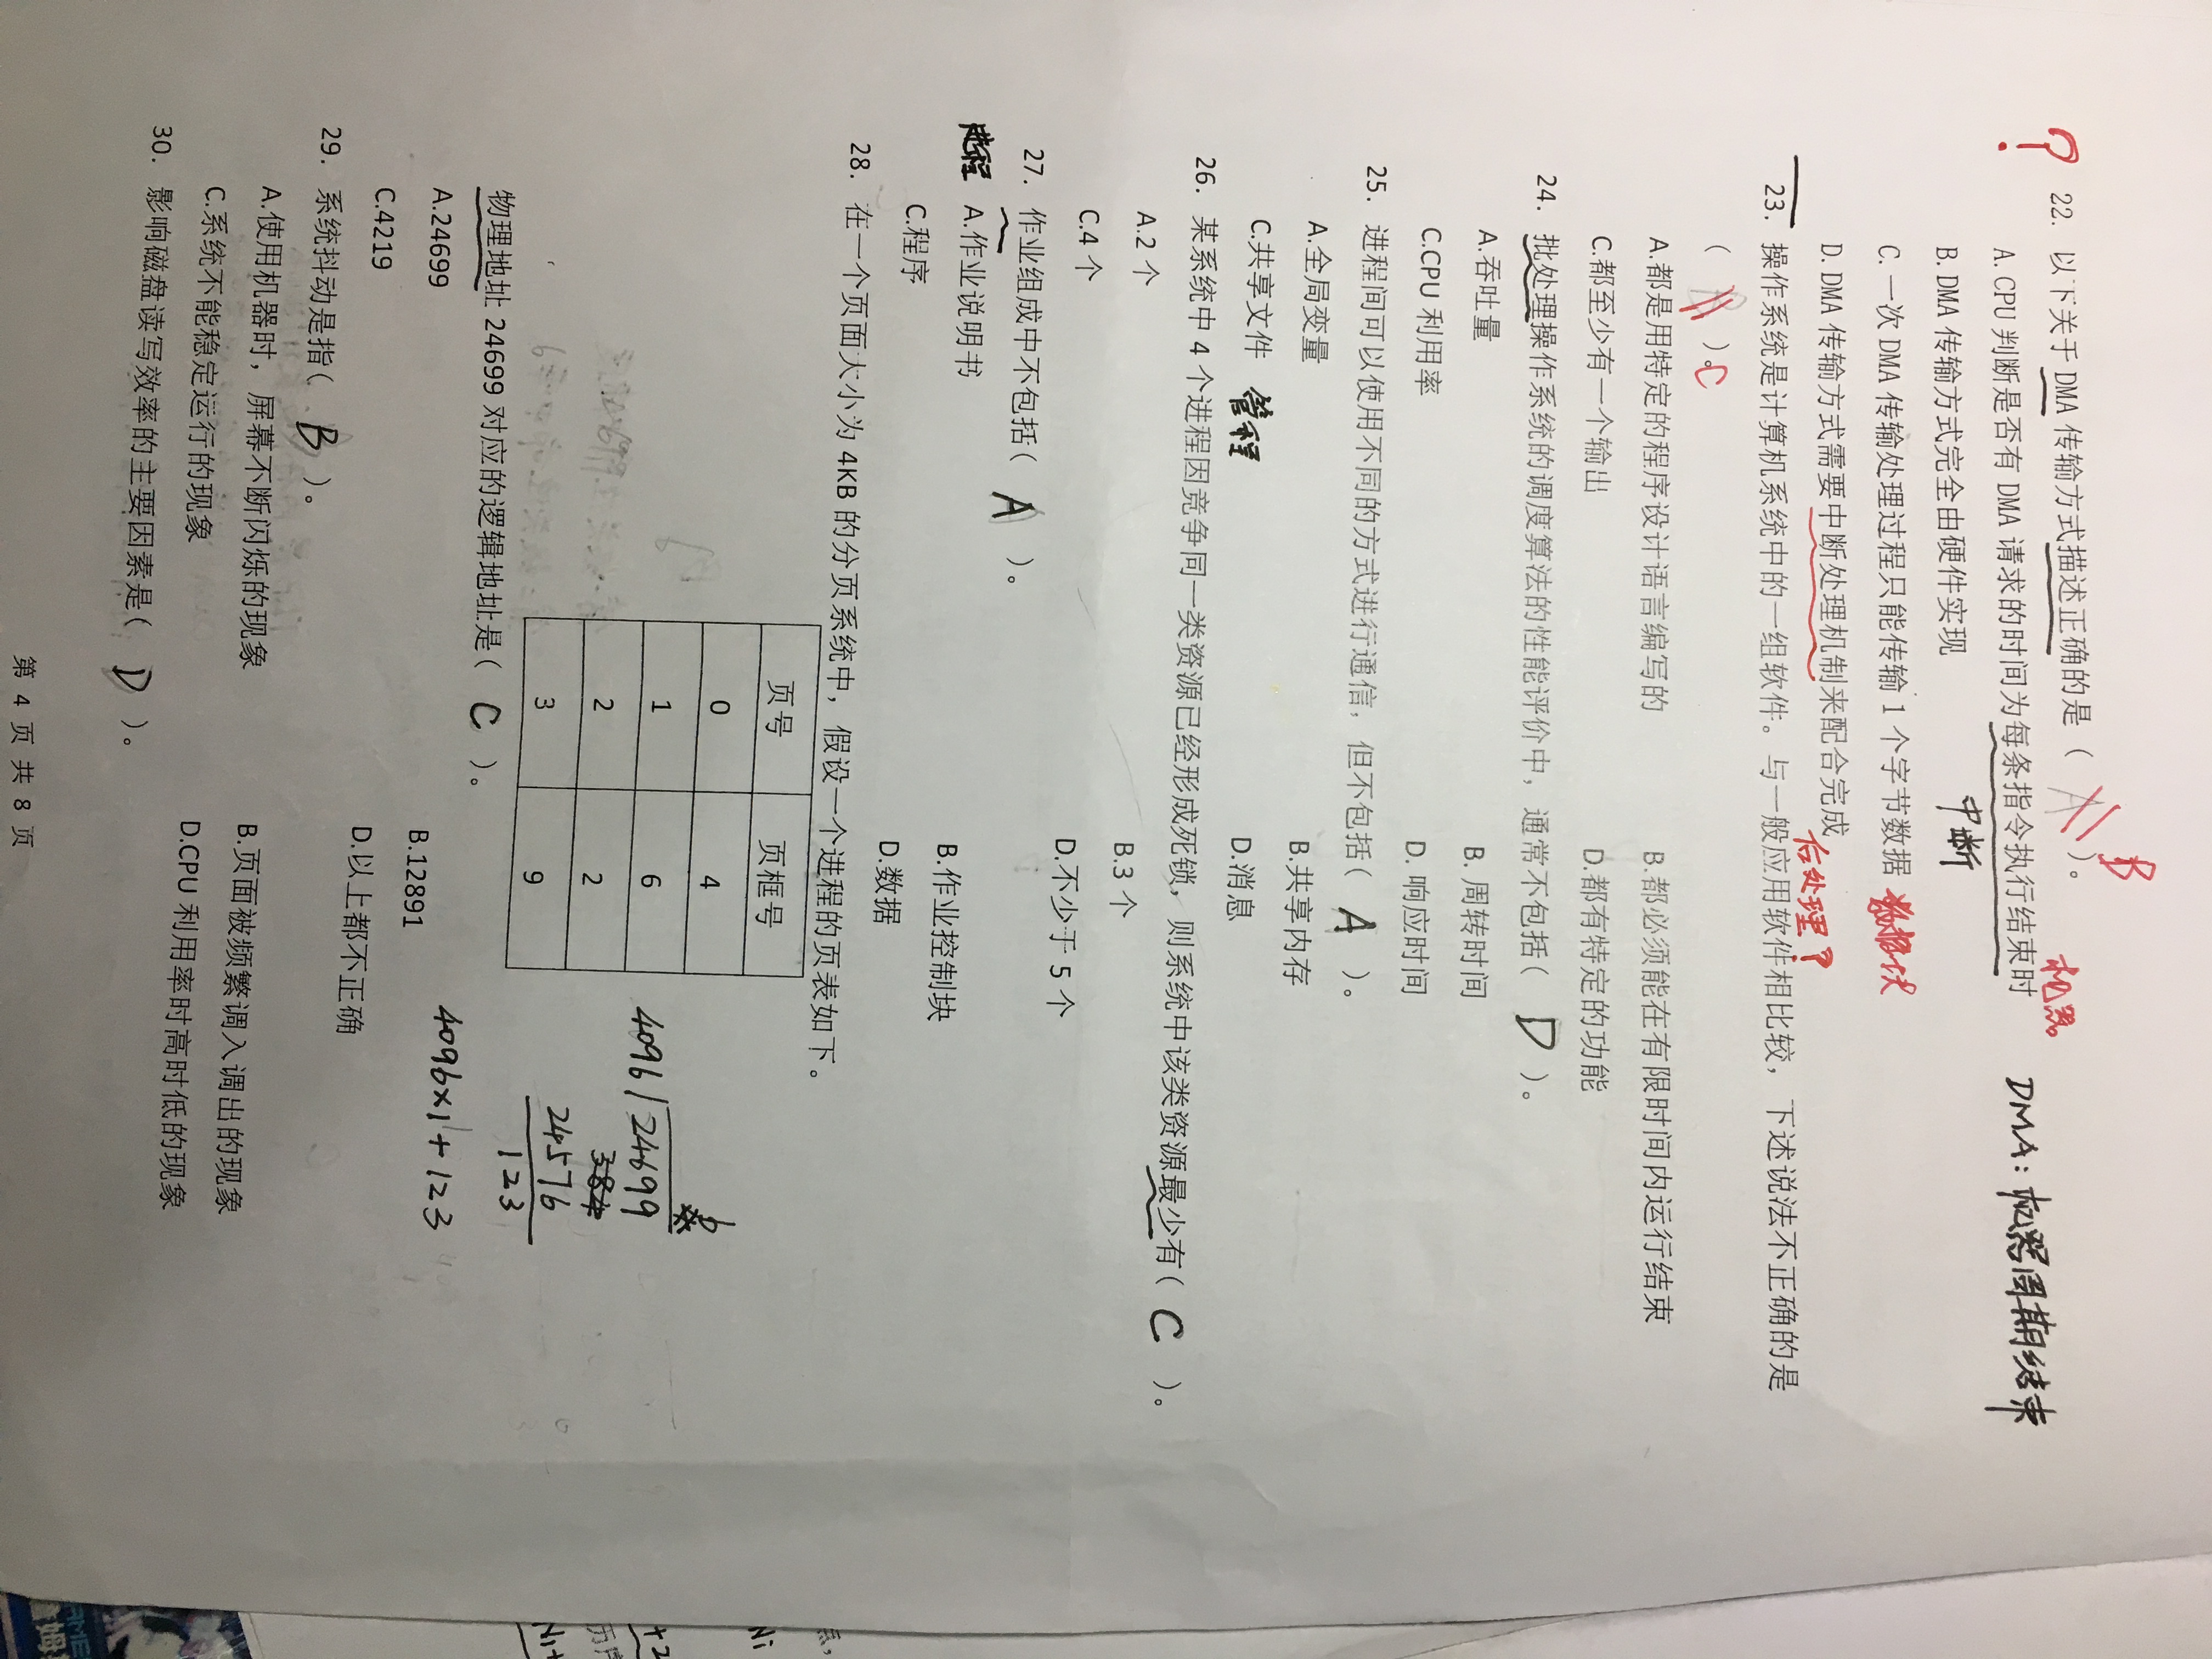 B
22. 以下关于 DMA 传输方式描述正确的是（ A ）。
机器
A. CPU 判断是否有 DMA 请求的时间为每条指令执行结束时
DMA: 机器周期结束
中断
B. DMA 传输方式完全由硬件实现
C. 一次 DMA 传输处理过程只能传输 1 个字节数据 数据块
D. DMA 传输方式需要中断处理机制来配合完成
后处理?
23. 操作系统是计算机系统中的一组软件。与一般应用软件相比较，下述说法不正确的是
（ B ）。C
A.都是用特定的程序设计语言编写的 B.都必须能在有限时间内运行结束
C.都至少有一个输出 D.都有特定的功能
24. 批处理操作系统的调度算法的性能评价中，通常不包括( D )。
A.吞吐量 B. 周转时间
C.CPU 利用率 D. 响应时间
25. 进程间可以使用不同的方式进行通信，但不包括( A )。
A.全局变量 B.共享内存
C.共享文件 管程 D.消息
26. 某系统中 4 个进程因竞争同一类资源已经形成死锁，则系统中该类资源最少有( C )。
A.2 个 B.3 个
C.4 个 D.不少于 5 个
27. 作业组成中不包括( A )。
进程 A.作业说明书 B.作业控制块
C.程序 D.数据
28. 在一个页面大小为 4KB 的分页系统中，假设一个进程的页表如下。
页号 页框号
0 4
1 6
2 2
3 9
6
4096 24699
384
24576
123
物理地址 24699 对应的逻辑地址是( C )。
4096×1+123
A.24699 B.12891
C.4219 D.以上都不正确
29. 系统抖动是指( B )。
A.使用机器时，屏幕不断闪烁的现象 B.页面被频繁调入调出的现象
C.系统不能稳定运行的现象 D.CPU 利用率时高时低的现象
30. 影响磁盘读写效率的主要因素是( D )。
第 4 页 共 8 页